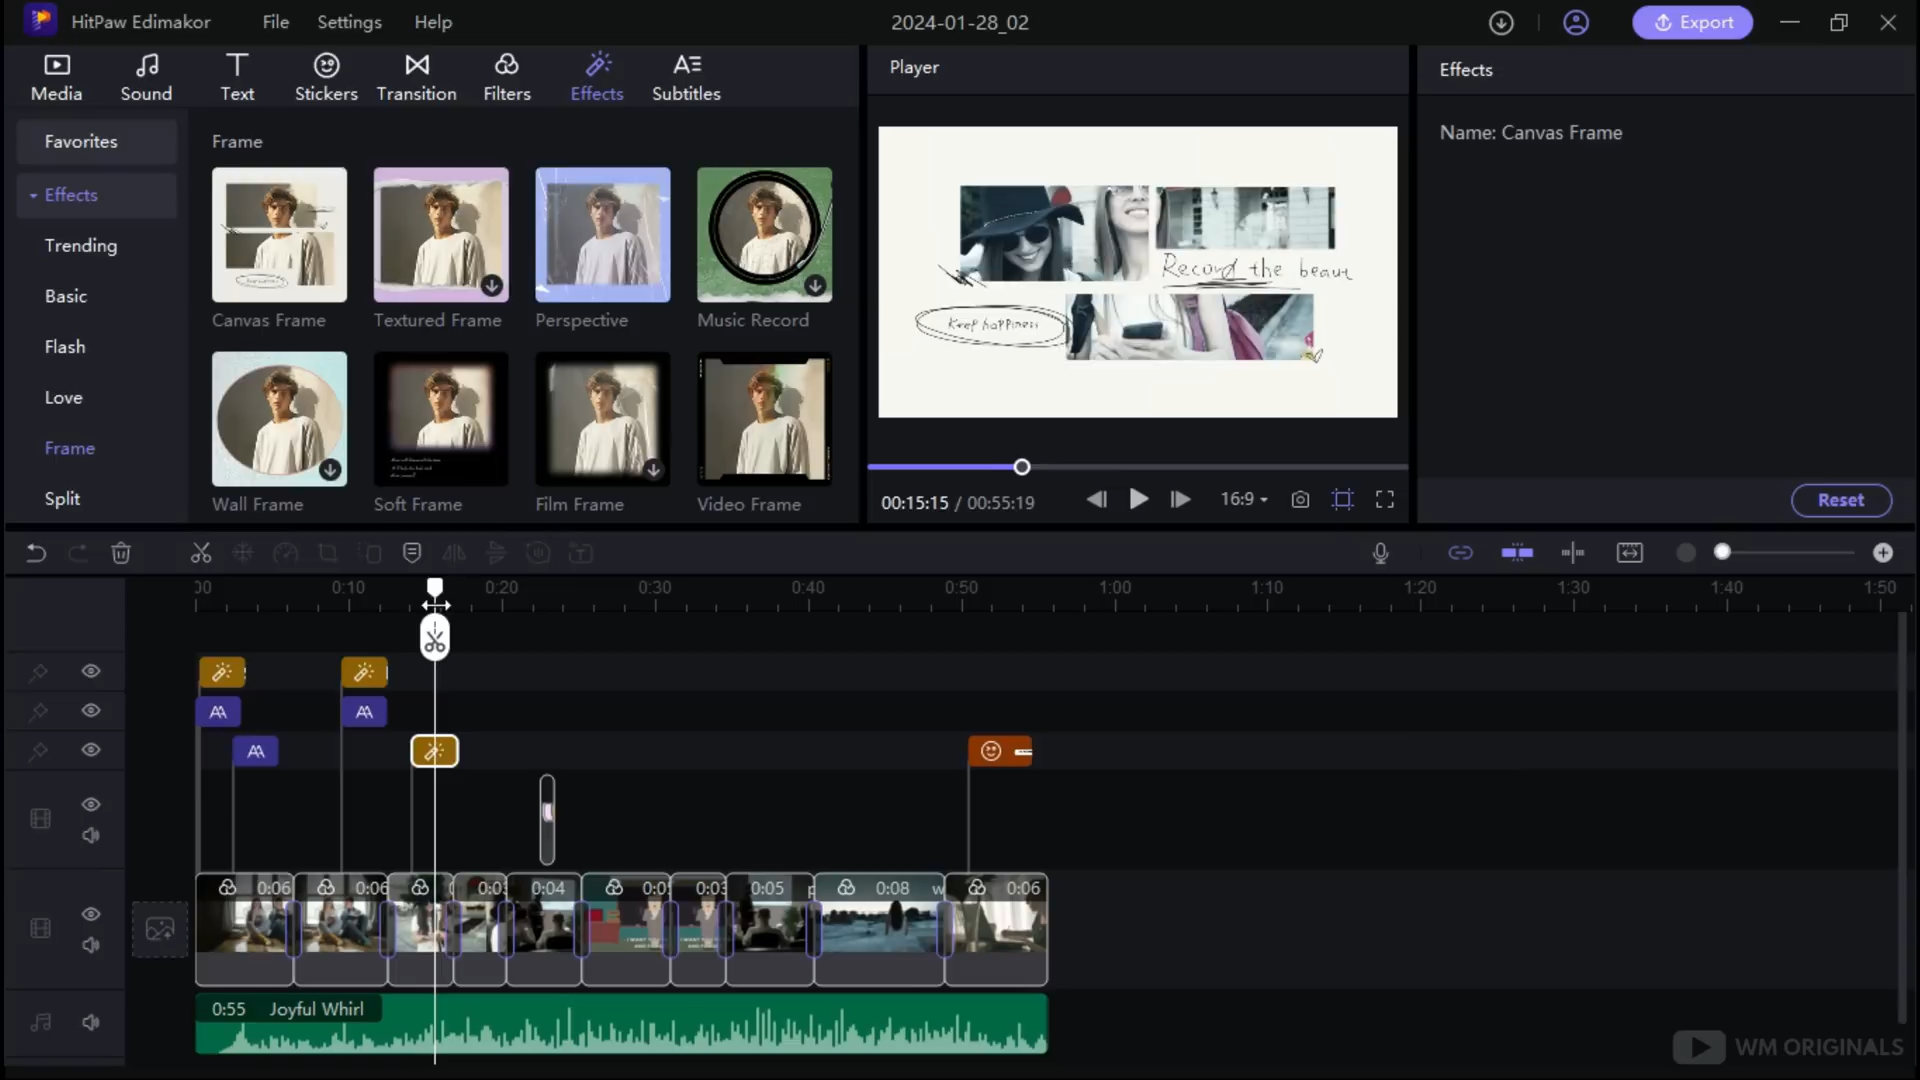 HitPaw Edimakor File Settings Help 2024-01-28_02 Export
Media Sound Text Stickers Transition Filters Effects Subtitles
Player
Effects
Favorites
Effects
Trending
Basic
Flash
Love
Frame
Split
Frame
Canvas Frame Textured Frame Perspective Music Record
Wall Frame Soft Frame Film Frame Video Frame
Record the beau
Keep happiness
00:15:15 / 00:55:19 16:9
Name: Canvas Frame
Reset
0:10 0:20 0:30 0:40 0:50 1:00 1:10 1:20 1:30 1:40 1:50
0:06 0:06 0:04 0:05 0:08 0:06
0:55 Joyful Whirl
WM ORIGINALS